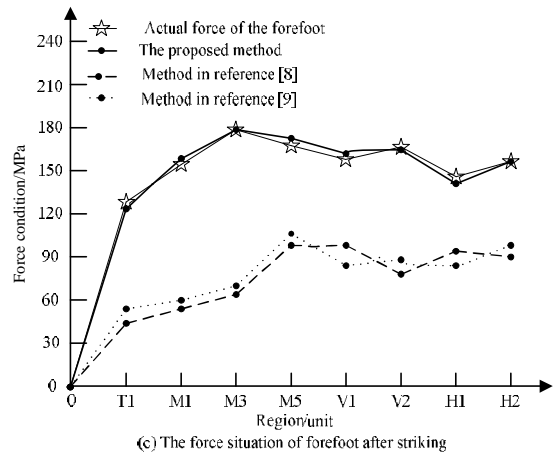 Actual force of the forefoot
The proposed method
Method in reference [8]
Method in reference [9]
Force condition/MPa
240
210
180
150
120
90
60
30
0
0 T1 M1 M3 M5 V1 V2 H1 H2
Region/unit
(c) The force situation of forefoot after striking